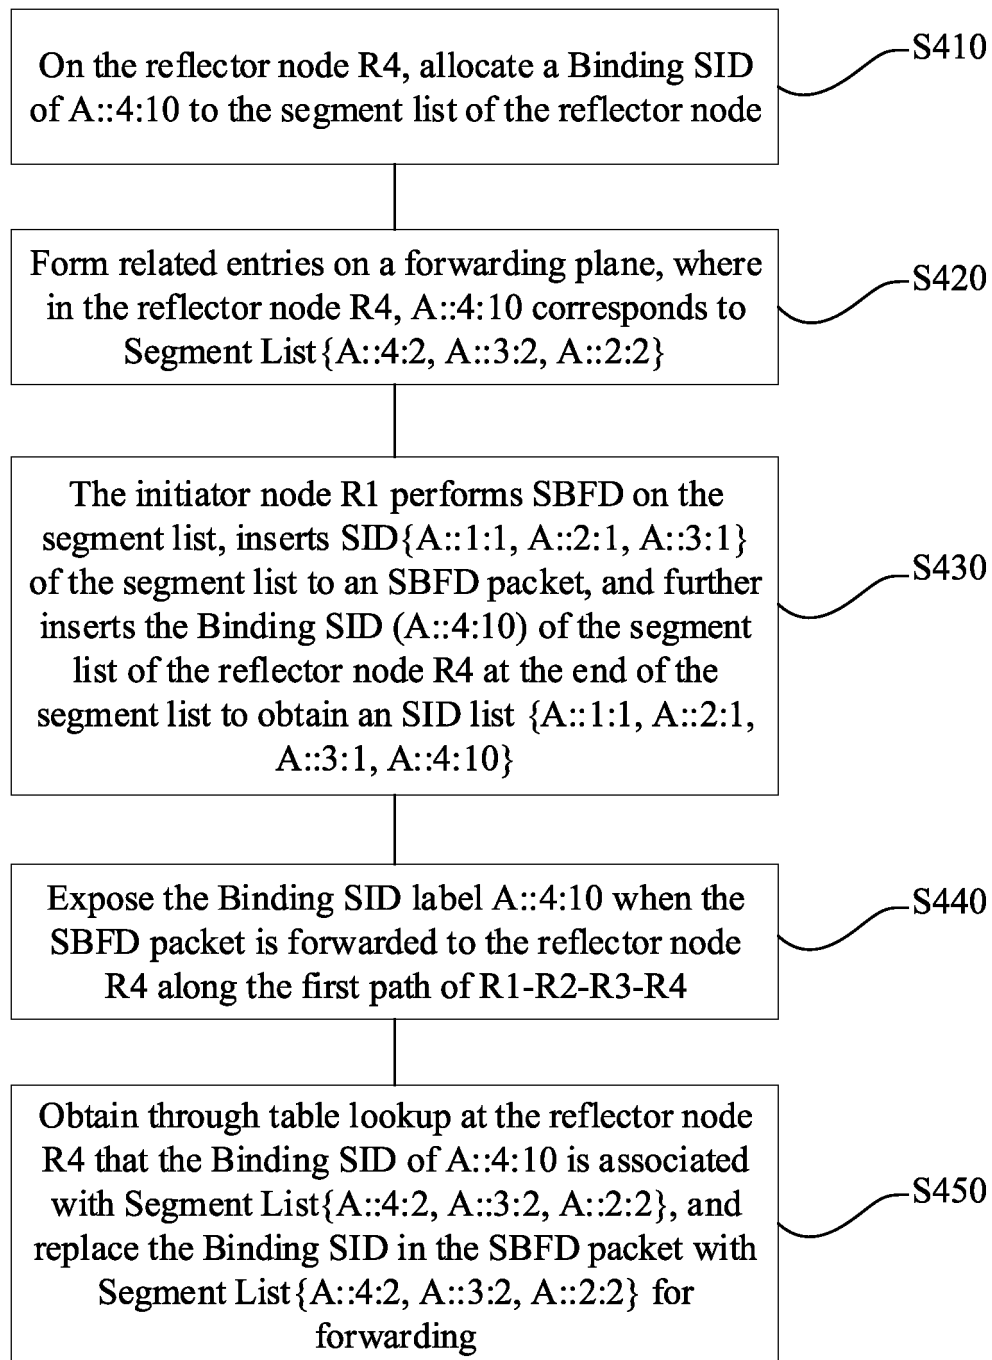 On the reflector node R4, allocate a Binding SID
of A::4:10 to the segment list of the reflector node
S410
Form related entries on a forwarding plane, where
in the reflector node R4, A::4:10 corresponds to
Segment List{A::4:2, A::3:2, A::2:2}
S420
The initiator node R1 performs SBFD on the
segment list, inserts SID{A::1:1, A::2:1, A::3:1}
of the segment list to an SBFD packet, and further
inserts the Binding SID (A::4:10) of the segment
list of the reflector node R4 at the end of the
segment list to obtain an SID list {A::1:1, A::2:1,
A::3:1, A::4:10}
S430
Expose the Binding SID label A::4:10 when the
SBFD packet is forwarded to the reflector node
R4 along the first path of R1-R2-R3-R4
S440
Obtain through table lookup at the reflector node
R4 that the Binding SID of A::4:10 is associated
with Segment List{A::4:2, A::3:2, A::2:2}, and
replace the Binding SID in the SBFD packet with
Segment List{A::4:2, A::3:2, A::2:2} for
forwarding
S450